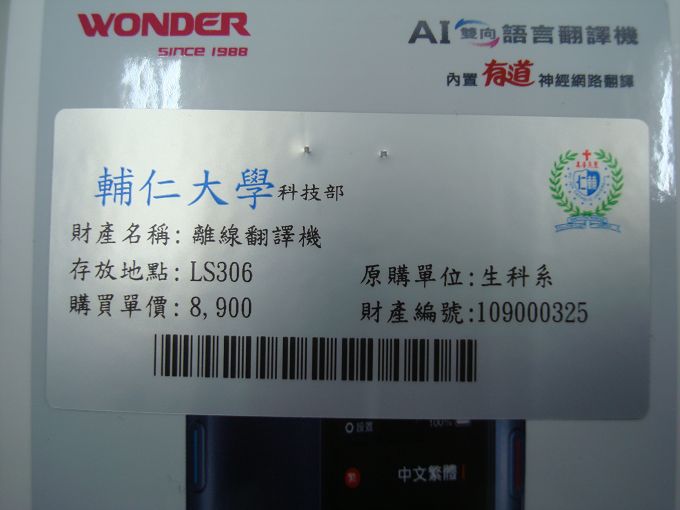 WONDER
SINCE 1988
AI 雙向 語言翻譯機
內置 有道 神經網路翻譯
輔仁大學科技部
財產名稱: 離線翻譯機
存放地點: LS306
原購單位:生科系
購買單價: 8,900
財產編號:109000325
100%
設置
中文繁體